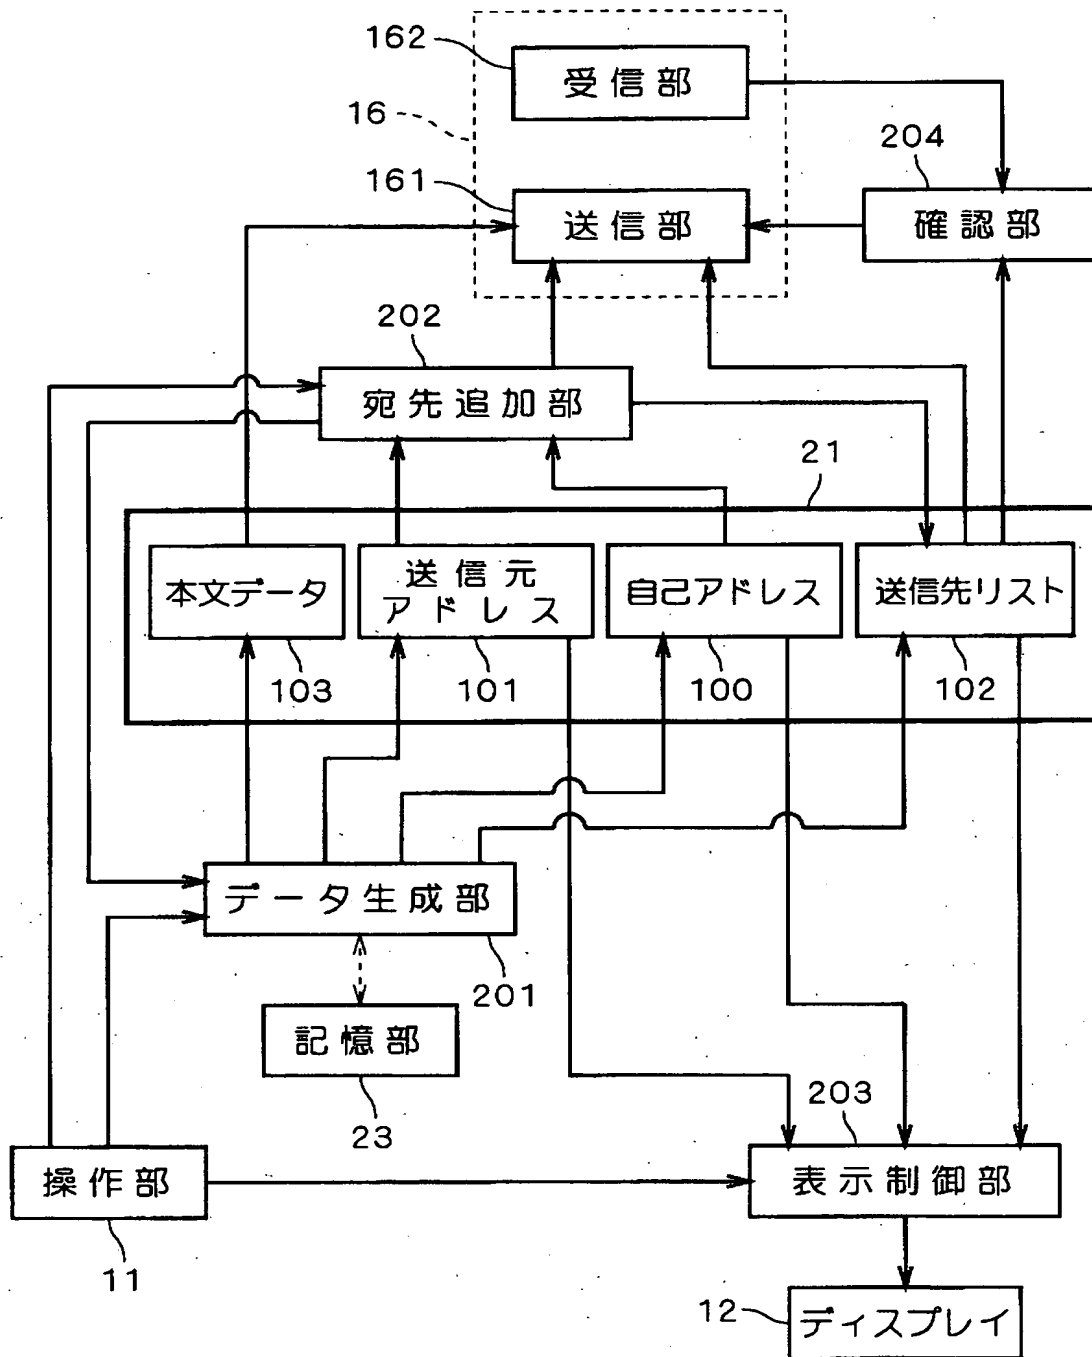 162
受信部
16
204
161
送信部
確認部
202
宛先追加部
21
本文データ
送信元
アドレス
自己アドレス
送信先リスト
103
101
100
102
データ生成部
201
記憶部
23
203
操作部
表示制御部
11
12
ディスプレイ